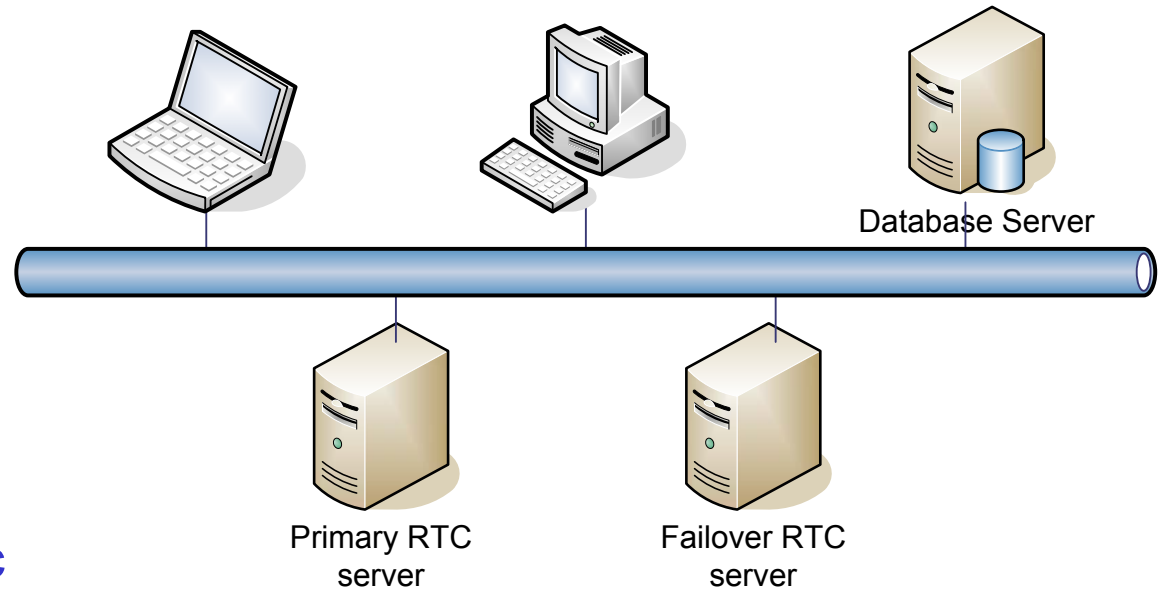 Database Server
Primary RTC
server
Failover RTC
server
c